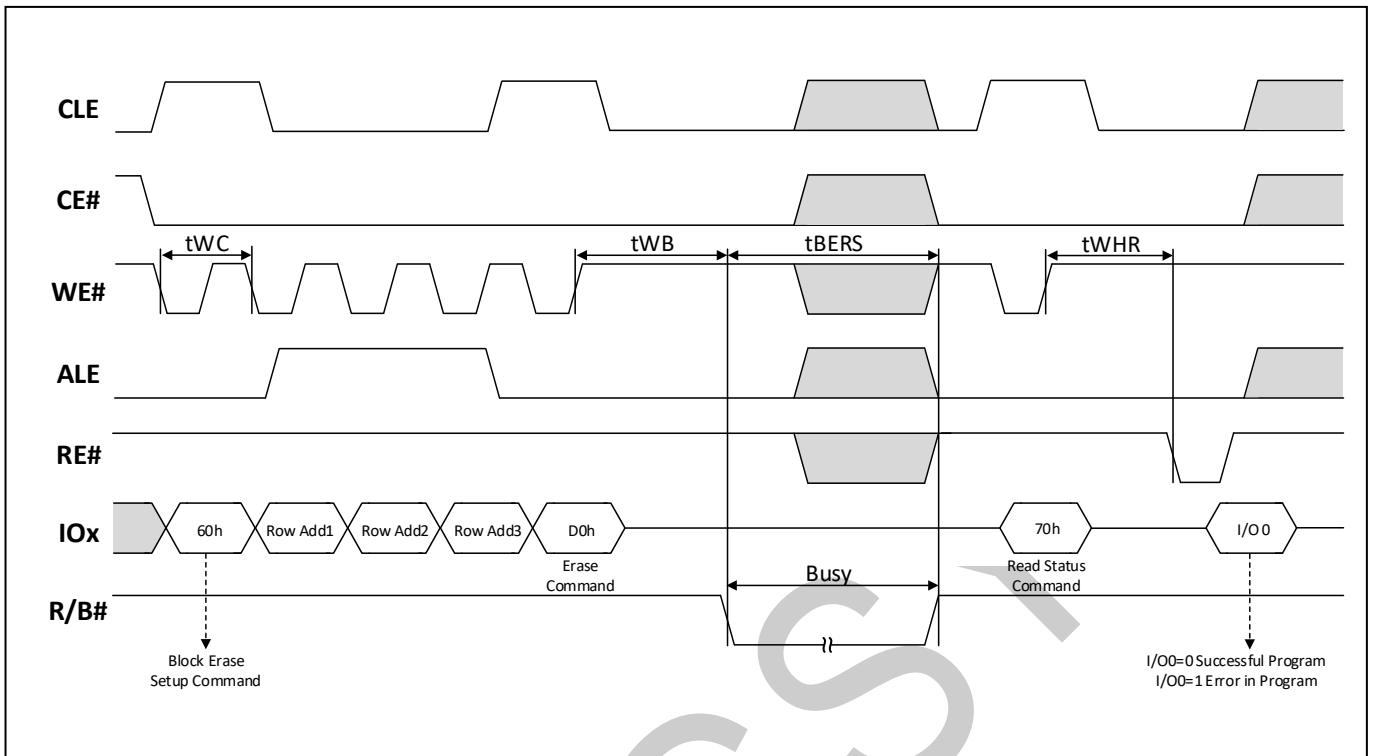 CLE
CE#
tWC
tWB
tBERS
tWHR
WE#
ALE
RE#
IOx
60h
Row Add1
Row Add2
Row Add3
D0h
70h
I/O 0
Erase
Command
Busy
Read Status
Command
R/B#
Block Erase
Setup Command
I/O0=0 Successful Program
I/O0=1 Error in Program